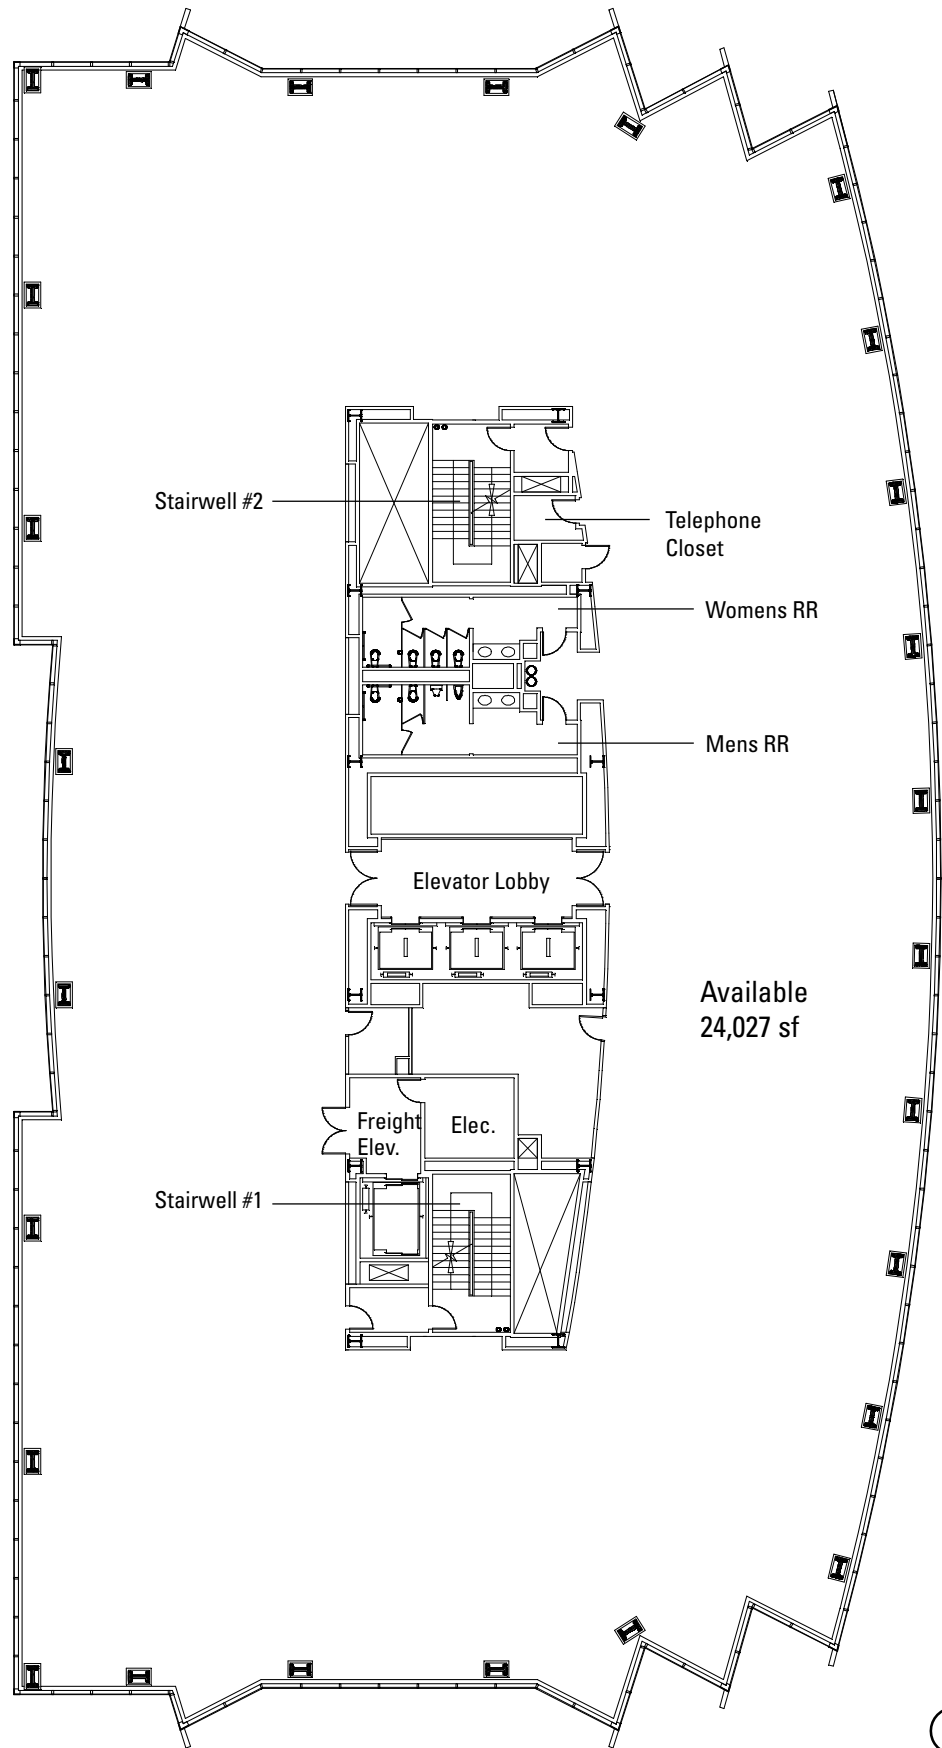 Stairwell #2
Telephone
Closet
Womens RR
Mens RR
Elevator Lobby
Available
24,027 sf
Freight
Elev.
Elec.
Stairwell #1